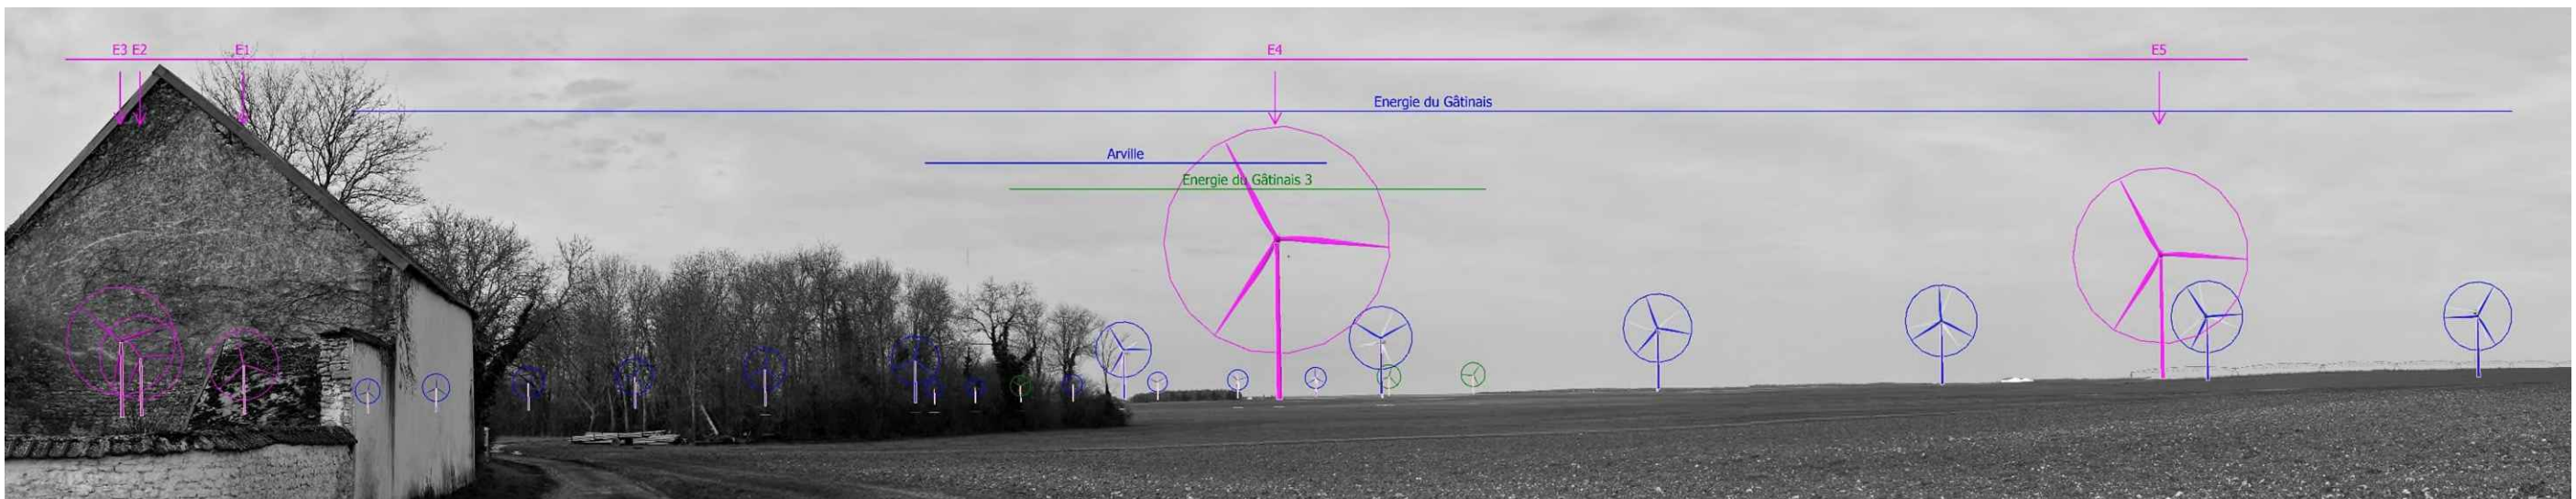 E3 E2 E1 E4 E5
Energie du Gâtinais
Arville
Energie du Gâtinais 3